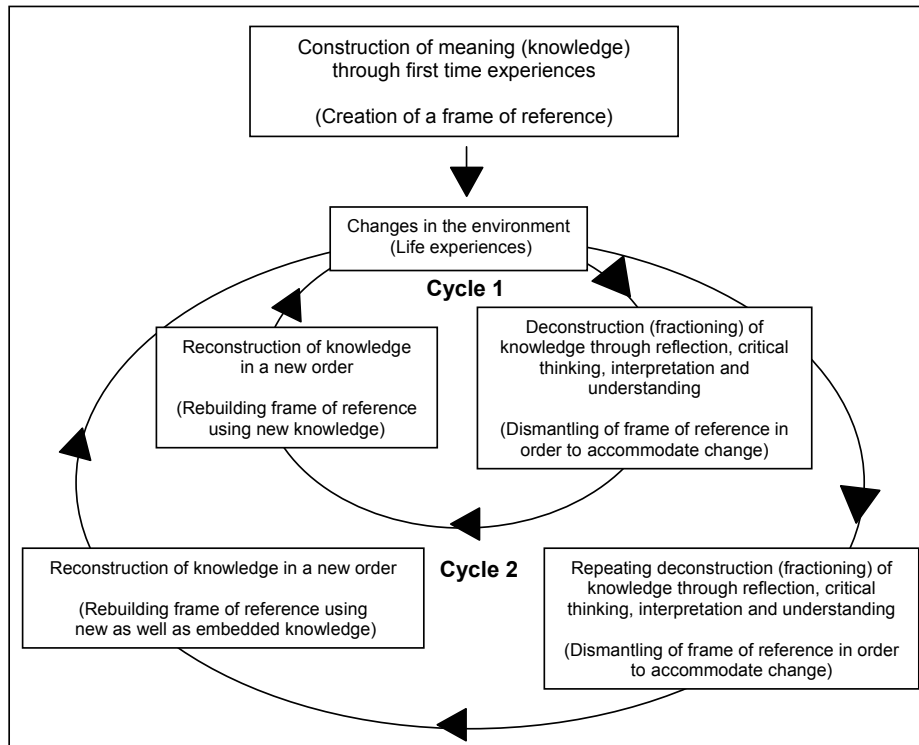 Construction of meaning (knowledge)
through first time experiences
(Creation of a frame of reference)
Changes in the environment
(Life experiences)
Cycle 1
Reconstruction of knowledge
in a new order
(Rebuilding frame of reference
using new knowledge)
Deconstruction (fractioning) of
knowledge through reflection, critical
thinking, interpretation and
understanding
(Dismantling of frame of reference in
order to accommodate change)
Cycle 2
Reconstruction of knowledge in a new order
(Rebuilding frame of reference using
new as well as embedded knowledge)
Repeating deconstruction (fractioning) of
knowledge through reflection, critical
thinking, interpretation and understanding
(Dismantling of frame of reference in order
to accommodate change)